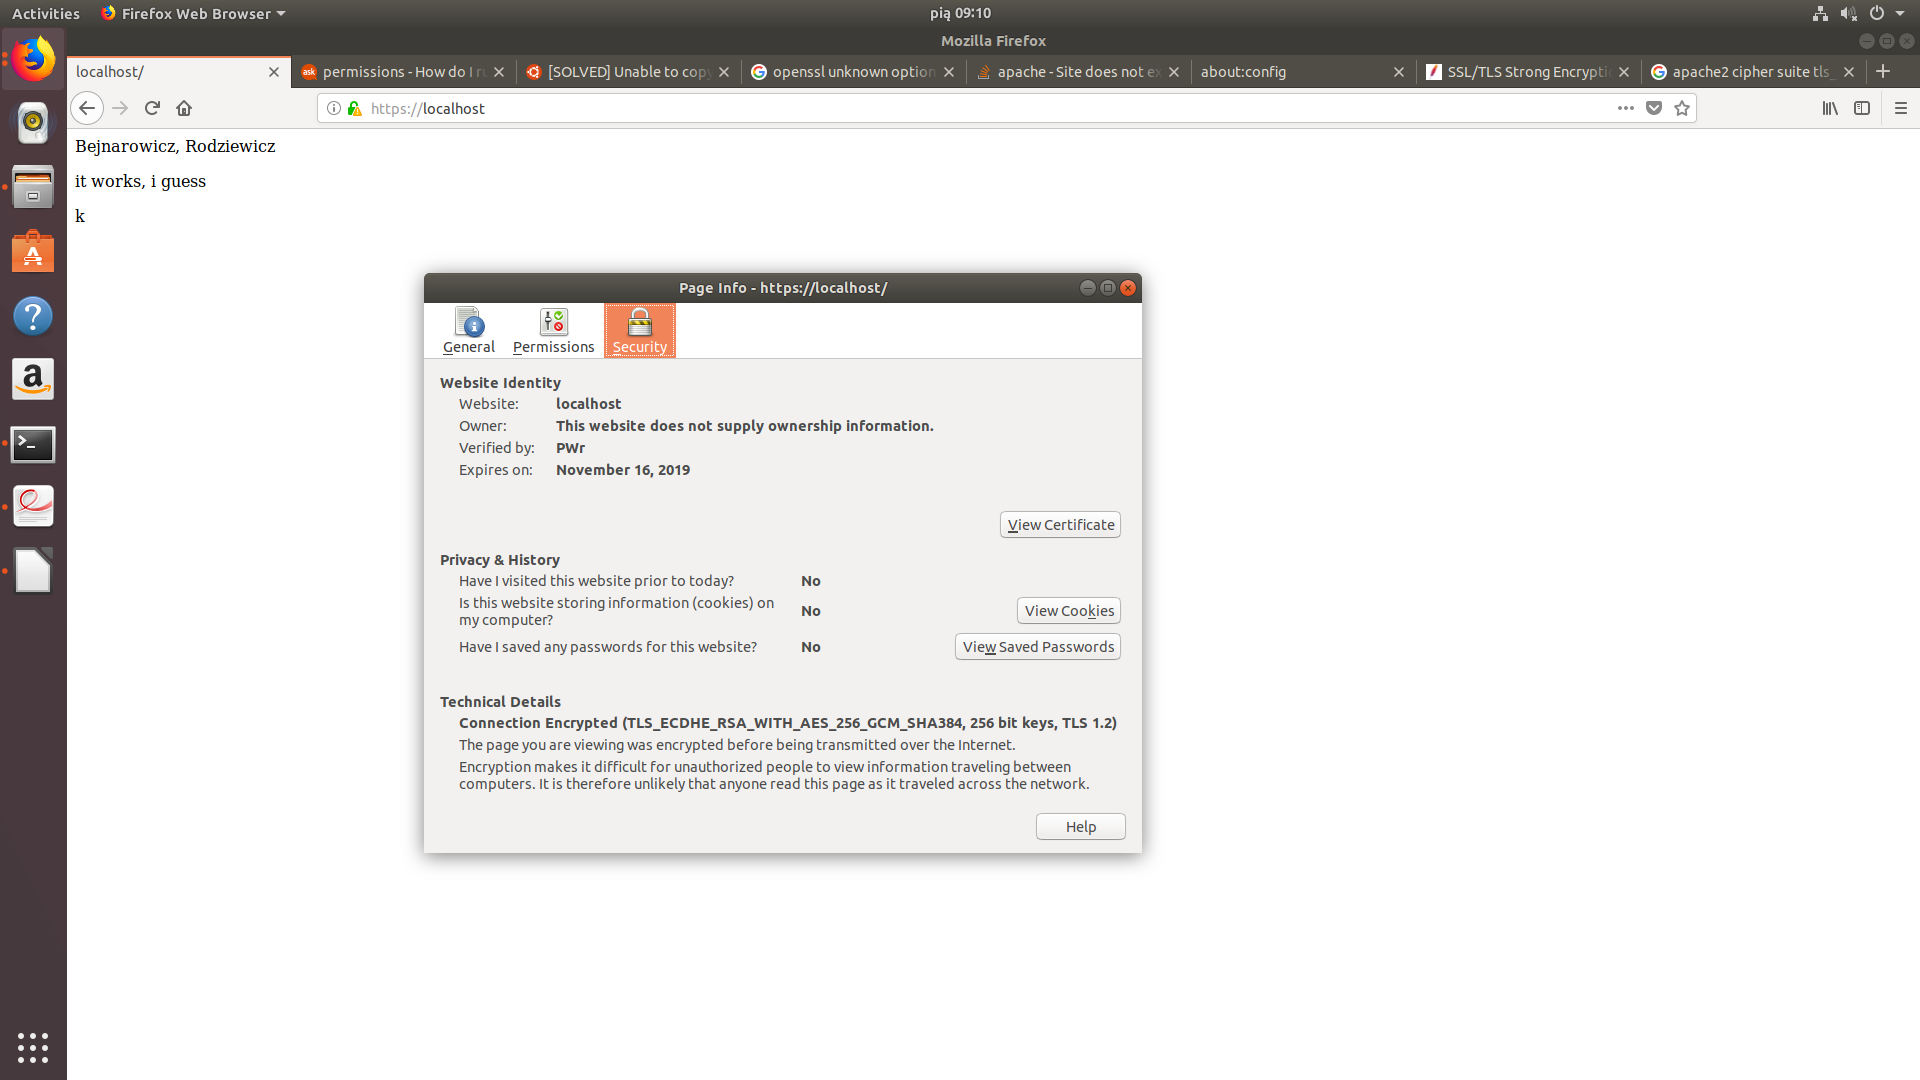 Activities Firefox Web Browser pią 09:10
Mozilla Firefox
localhost/ permissions - How do I ru [SOLVED] Unable to copy openssl unknown option apache - Site does not ex about:config SSL/TLS Strong Encryptio apache2 cipher suite tls_
https://localhost
Bejnarowicz, Rodziewicz
it works, i guess
k
Page Info - https://localhost/
General Permissions Security
Website Identity
Website: localhost
Owner: This website does not supply ownership information.
Verified by: PWr
Expires on: November 16, 2019
View Certificate
Privacy & History
Have I visited this website prior to today? No
Is this website storing information (cookies) on my computer? No View Cookies
Have I saved any passwords for this website? No View Saved Passwords
Technical Details
Connection Encrypted (TLS_ECDHE_RSA_WITH_AES_256_GCM_SHA384, 256 bit keys, TLS 1.2)
The page you are viewing was encrypted before being transmitted over the Internet.
Encryption makes it difficult for unauthorized people to view information traveling between
computers. It is therefore unlikely that anyone read this page as it traveled across the network.
Help